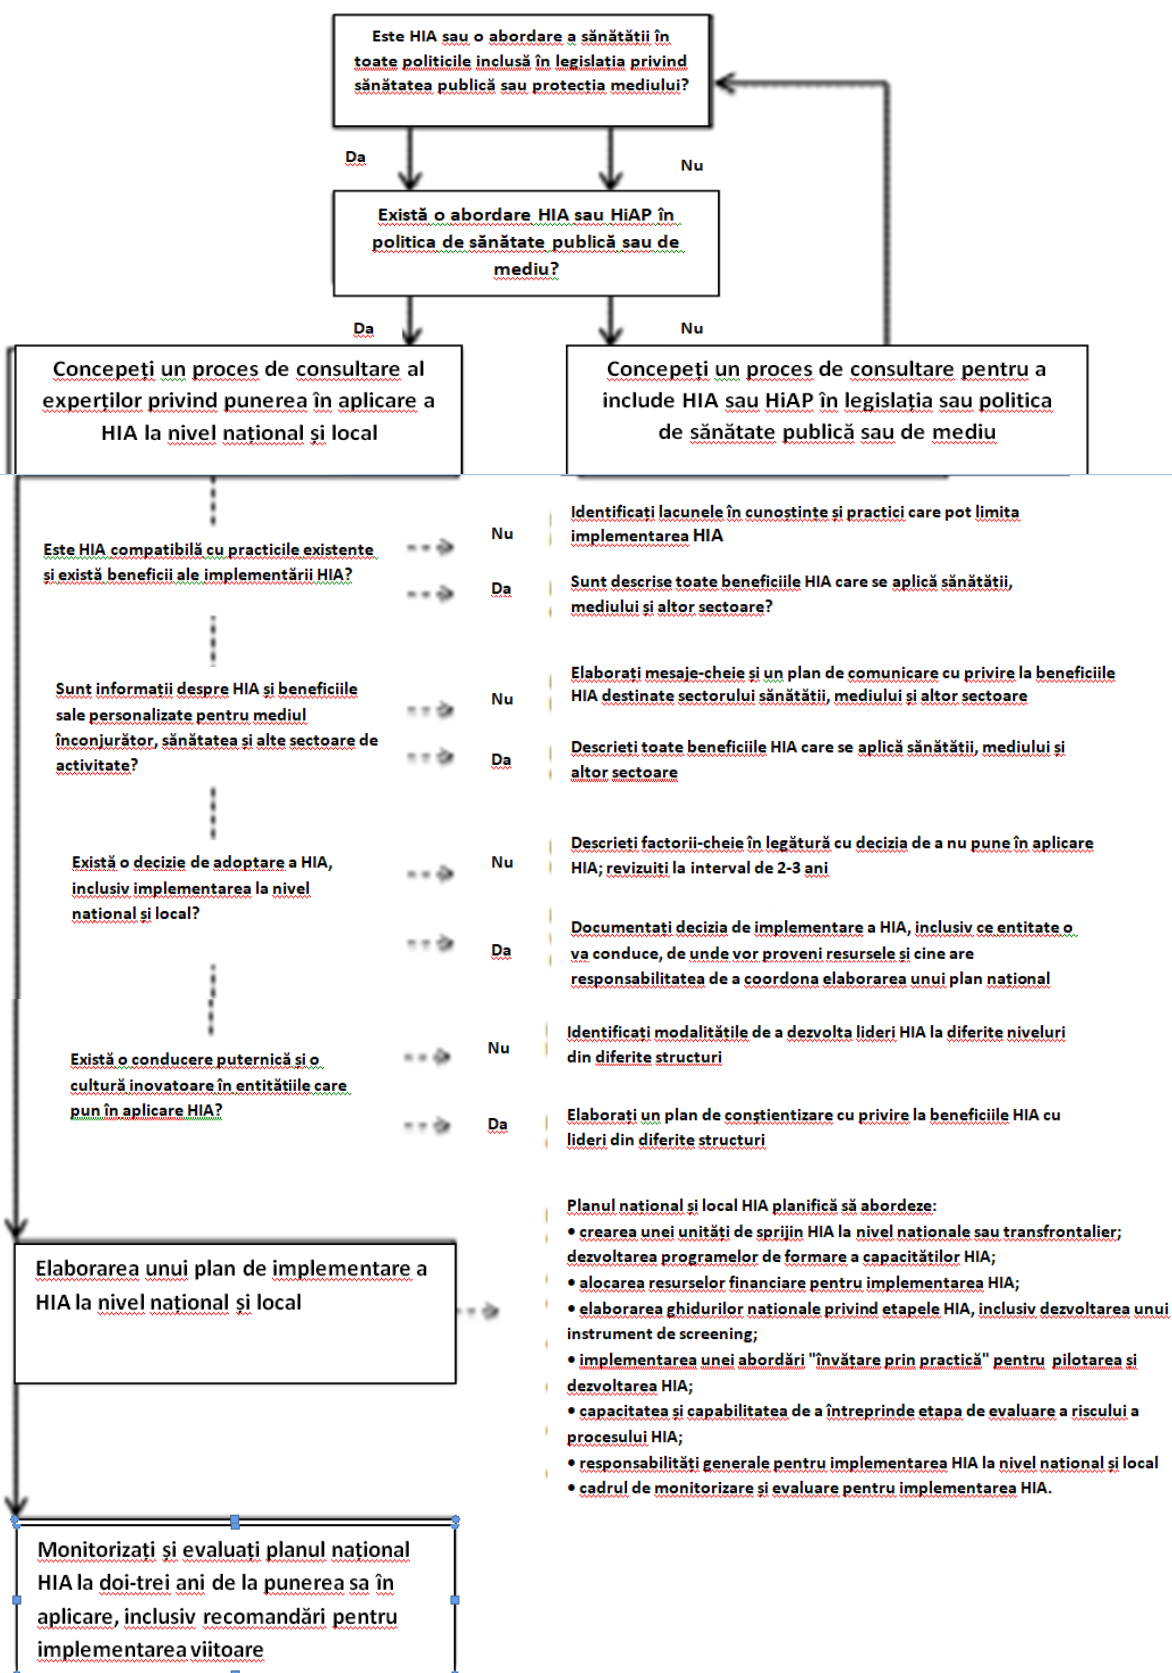 Este HIA sau o abordare a sănătății în
toate politicile inclusă în legislația privind
sănătatea publică sau protecția mediului?
Da
Nu
Există o abordare HIA sau HiAP în
politica de sănătate publică sau de
mediu?
Da
Nu
Concepeți un proces de consultare al
experților privind punerea în aplicare a
HIA la nivel național și local
Concepeți un proces de consultare pentru a
include HIA sau HiAP în legislația sau politica
de sănătate publică sau de mediu
Este HIA compatibilă cu practicile existente
și există beneficii ale implementării HIA?
Nu
Identificați lacunele în cunoștințe și practici care pot limita
implementarea HIA
Da
Sunt descrise toate beneficiile HIA care se aplică sănătății,
mediului și altor sectoare?
Sunt informații despre HIA și beneficiile
sale personalizate pentru mediul
înconjurător, sănătatea și alte sectoare de
activitate?
Nu
Elaborați mesaje-cheie și un plan de comunicare cu privire la beneficiile
HIA destinate sectorului sănătății, mediului și altor sectoare
Da
Descrieți toate beneficiile HIA care se aplică sănătății, mediului și
altor sectoare
Există o decizie de adoptare a HIA,
inclusiv implementarea la nivel
național și local?
Nu
Descrieți factorii-cheie în legătură cu decizia de a nu pune în aplicare
HIA; revizuiți la interval de 2-3 ani
Da
Documentați decizia de implementare a HIA, inclusiv ce entitate o
va conduce, de unde vor proveni resursele și cine are
responsabilitatea de a coordona elaborarea unui plan național
Există o conducere puternică și o
cultură inovatoare în entitățiile care
pun în aplicare HIA?
Nu
Identificați modalitățile de a dezvolta lideri HIA la diferite niveluri
din diferite structuri
Da
Elaborați un plan de conștientizare cu privire la beneficiile HIA cu
lideri din diferite structuri
Elaborarea unui plan de implementare a
HIA la nivel național și local
Planul național și local HIA planifică să abordeze:
• crearea unei unități de sprijin HIA la nivel naționale sau transfrontalier;
dezvoltarea programelor de formare a capacităților HIA;
• alocarea resurselor financiare pentru implementarea HIA;
• elaborarea ghidurilor naționale privind etapele HIA, inclusiv dezvoltarea unui
instrument de screening;
• implementarea unei abordări "învățare prin practică" pentru pilotarea și
dezvoltarea HIA;
• capacitatea și capabilitatea de a întreprinde etapa de evaluare a riscului a
procesului HIA;
• responsabilități generale pentru implementarea HIA la nivel național și local
• cadrul de monitorizare și evaluare pentru implementarea HIA.
Monitorizați și evaluați planul național
HIA la doi-trei ani de la punerea sa în
aplicare, inclusiv recomandări pentru
implementarea viitoare